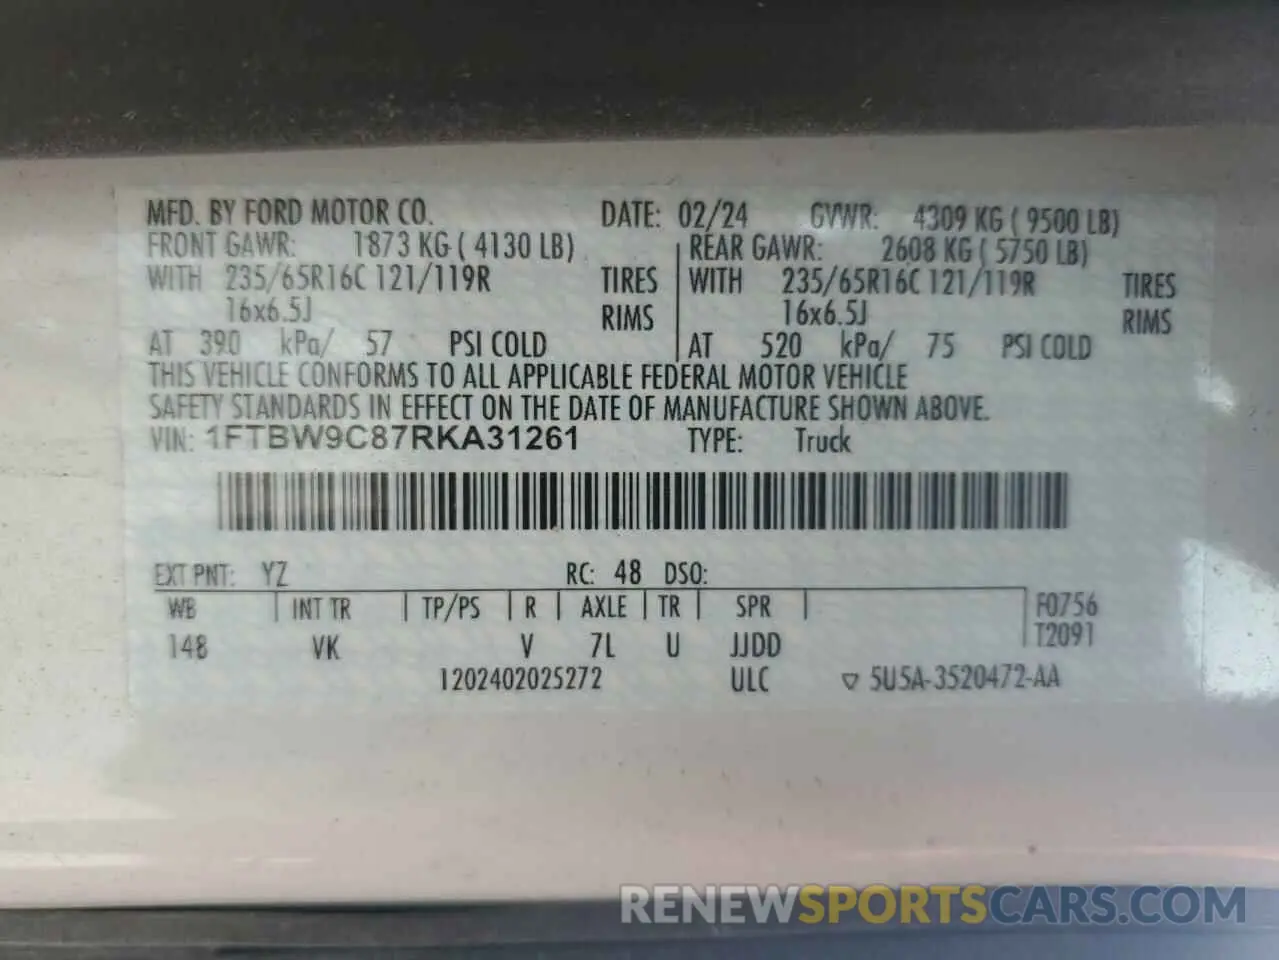 MFD. BY FORD MOTOR CO. DATE: 02/24 GVWR: 4309 KG ( 9500 LB)
FRONT GAWR: 1873 KG ( 4130 LB) REAR GAWR: 2608 KG ( 5750 LB)
WITH 235/65R16C 121/119R TIRES WITH 235/65R16C 121/119R TIRES
16x6.5J RIMS 16x6.5J RIMS
AT 390 kPa/ 57 PSI COLD AT 520 kPa/ 75 PSI COLD
THIS VEHICLE CONFORMS TO ALL APPLICABLE FEDERAL MOTOR VEHICLE
SAFETY STANDARDS IN EFFECT ON THE DATE OF MANUFACTURE SHOWN ABOVE.
VIN: 1FTBW9C87RKA31261 TYPE: Truck
EXT PNT: YZ RC: 48 DSO:
WB INT TR TP/PS R AXLE TR SPR F0756
148 VK V 7L U JJDD T2091
1202402025272 ULC ▽ 5U5A-3520472-AA
RENEWSPORTSCARS.COM